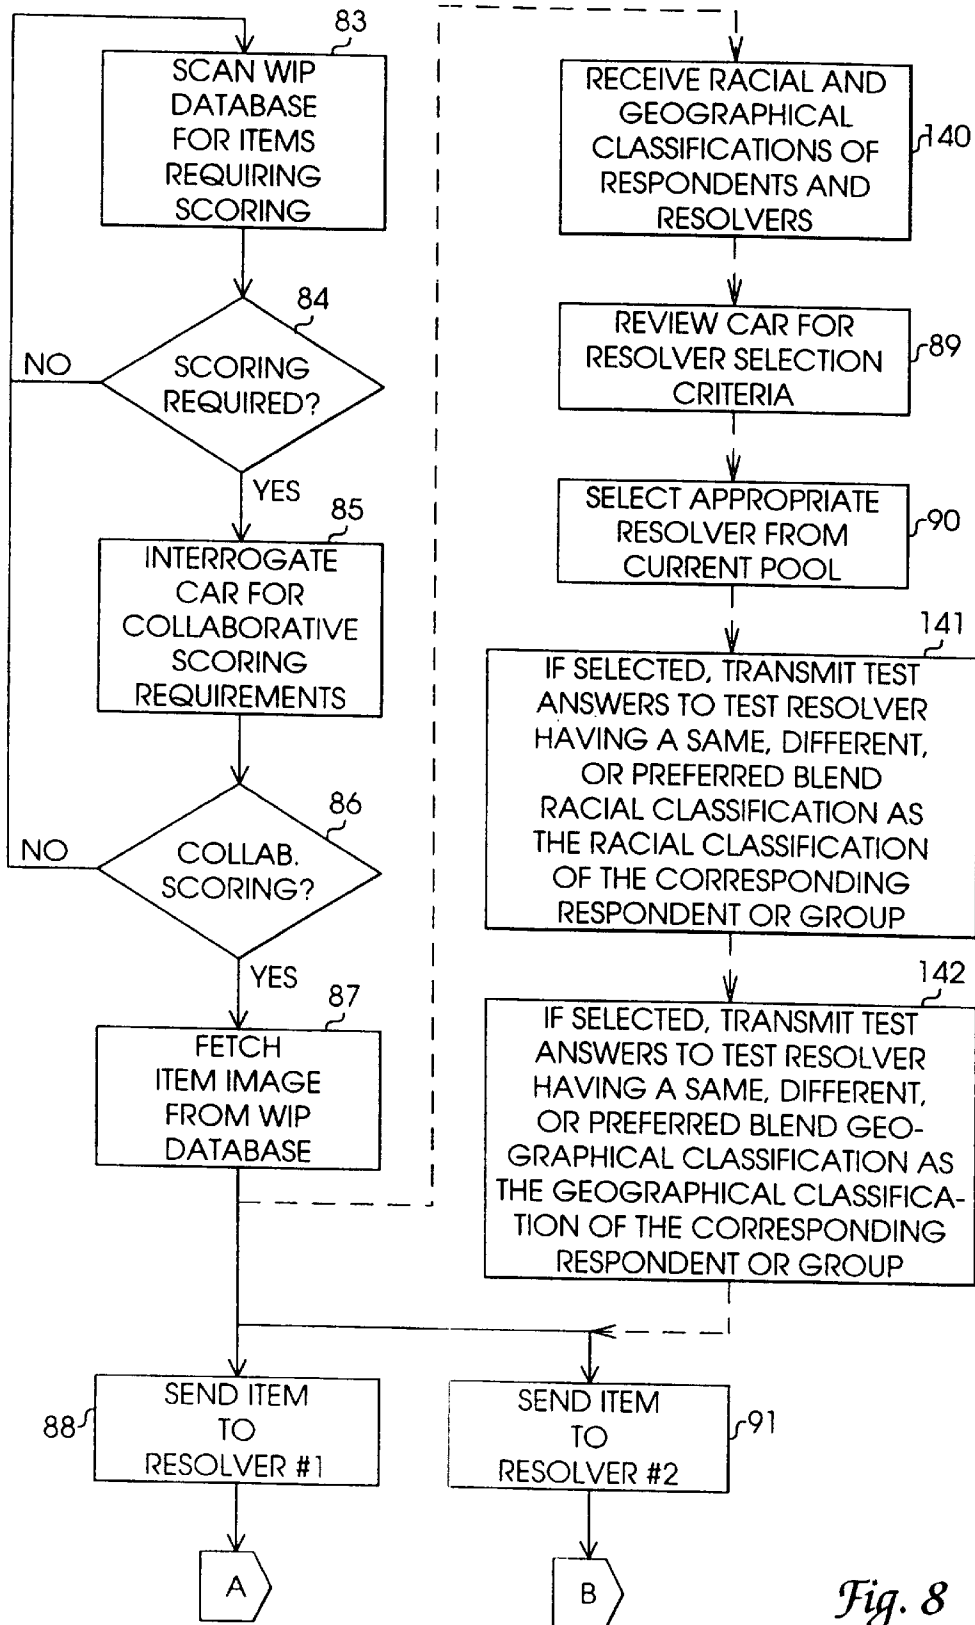 83
SCAN WIP
DATABASE
FOR ITEMS
REQUIRING
SCORING
84
NO
SCORING
REQUIRED?
YES
85
INTERROGATE
CAR FOR
COLLABORATIVE
SCORING
REQUIREMENTS
86
NO
COLLAB.
SCORING?
YES
87
FETCH
ITEM IMAGE
FROM WIP
DATABASE
88
SEND ITEM
TO
RESOLVER #1
A
RECEIVE RACIAL AND
GEOGRAPHICAL
CLASSIFICATIONS OF
RESPONDENTS AND
RESOLVERS
140
REVIEW CAR FOR
RESOLVER SELECTION
CRITERIA
89
SELECT APPROPRIATE
RESOLVER FROM
CURRENT POOL
90
141
IF SELECTED, TRANSMIT TEST
ANSWERS TO TEST RESOLVER
HAVING A SAME, DIFFERENT,
OR PREFERRED BLEND
RACIAL CLASSIFICATION AS
THE RACIAL CLASSIFICATION
OF THE CORRESPONDING
RESPONDENT OR GROUP
142
IF SELECTED, TRANSMIT TEST
ANSWERS TO TEST RESOLVER
HAVING A SAME, DIFFERENT,
OR PREFERRED BLEND GEO-
GRAPHICAL CLASSIFICATION AS
THE GEOGRAPHICAL CLASSIFICA-
TION OF THE CORRESPONDING
RESPONDENT OR GROUP
SEND ITEM
TO
RESOLVER #2
91
B
Fig. 8